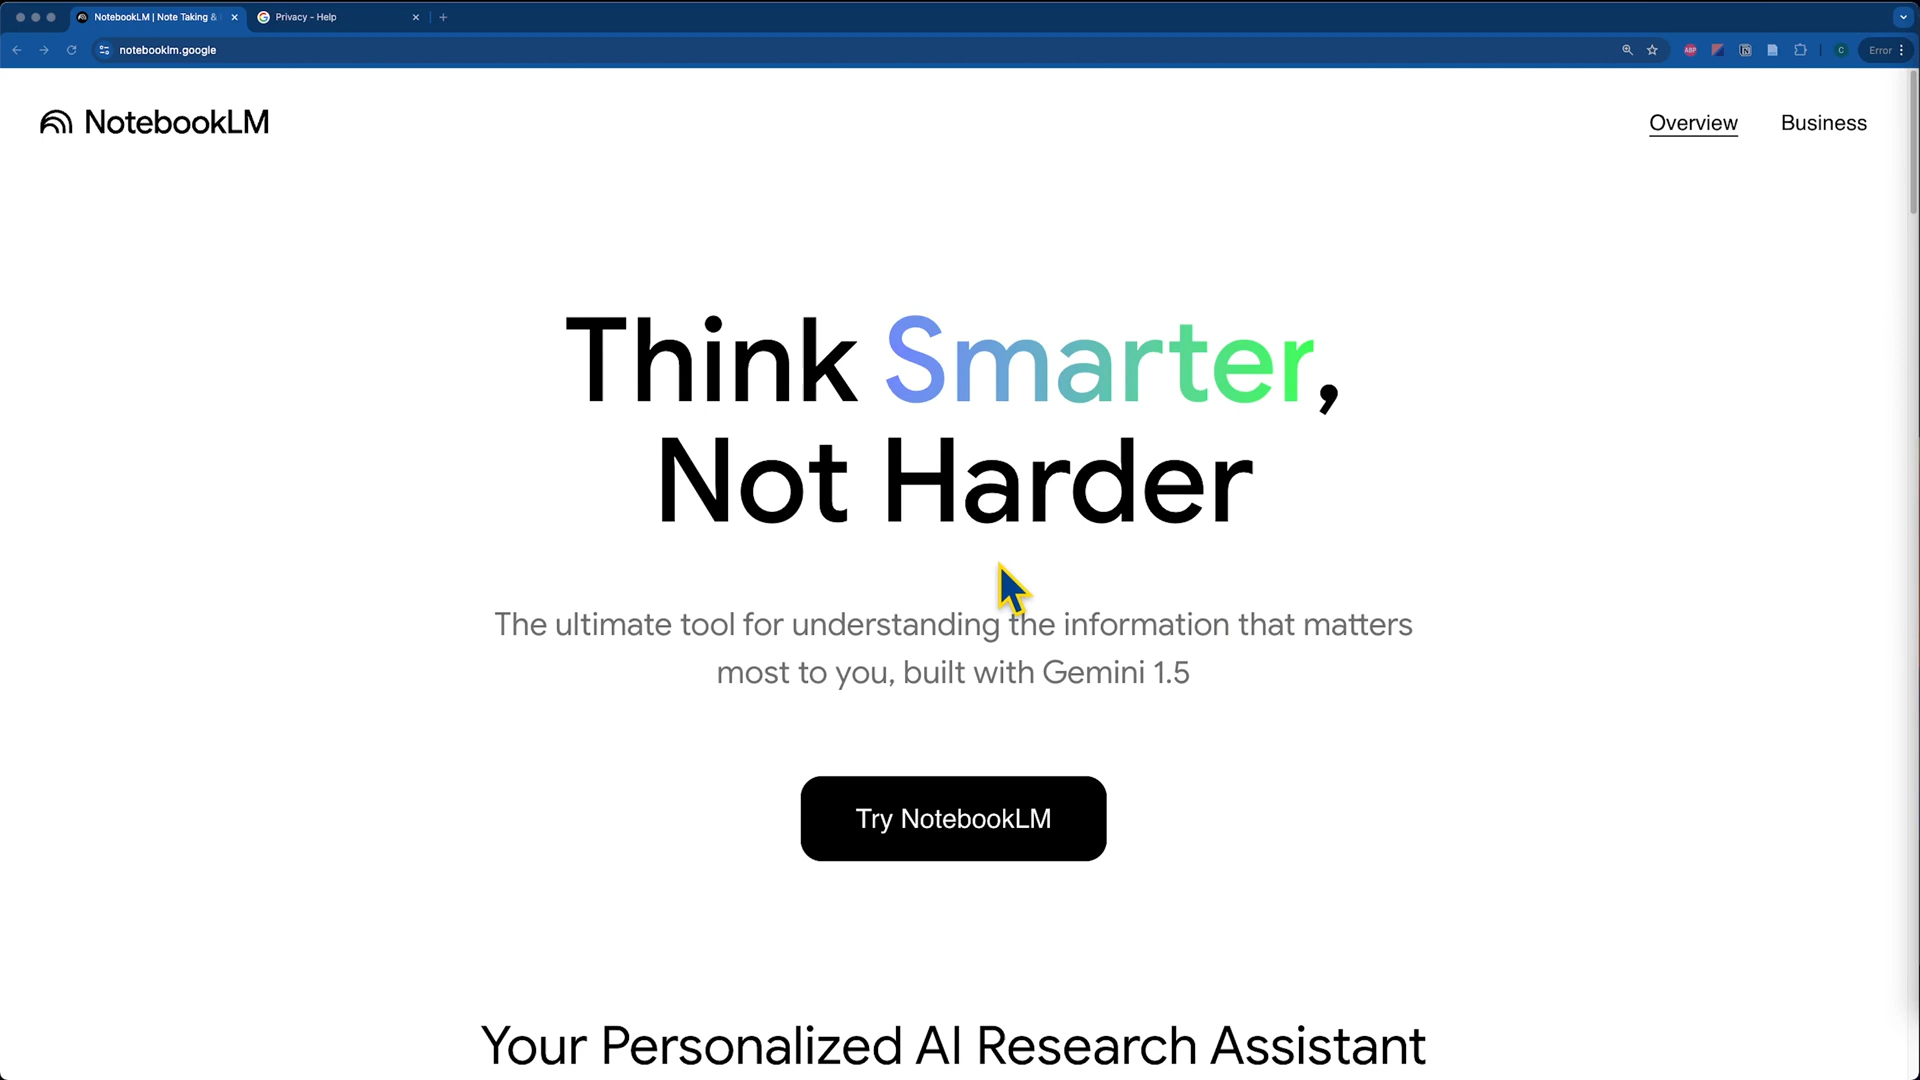 NotebookLM | Note Taking &
Privacy - Help
notebooklm.google
ABP
C
Error
NotebookLM
Overview
Business
Think Smarter,
Not Harder
The ultimate tool for understanding the information that matters
most to you, built with Gemini 1.5
Try NotebookLM
Your Personalized AI Research Assistant